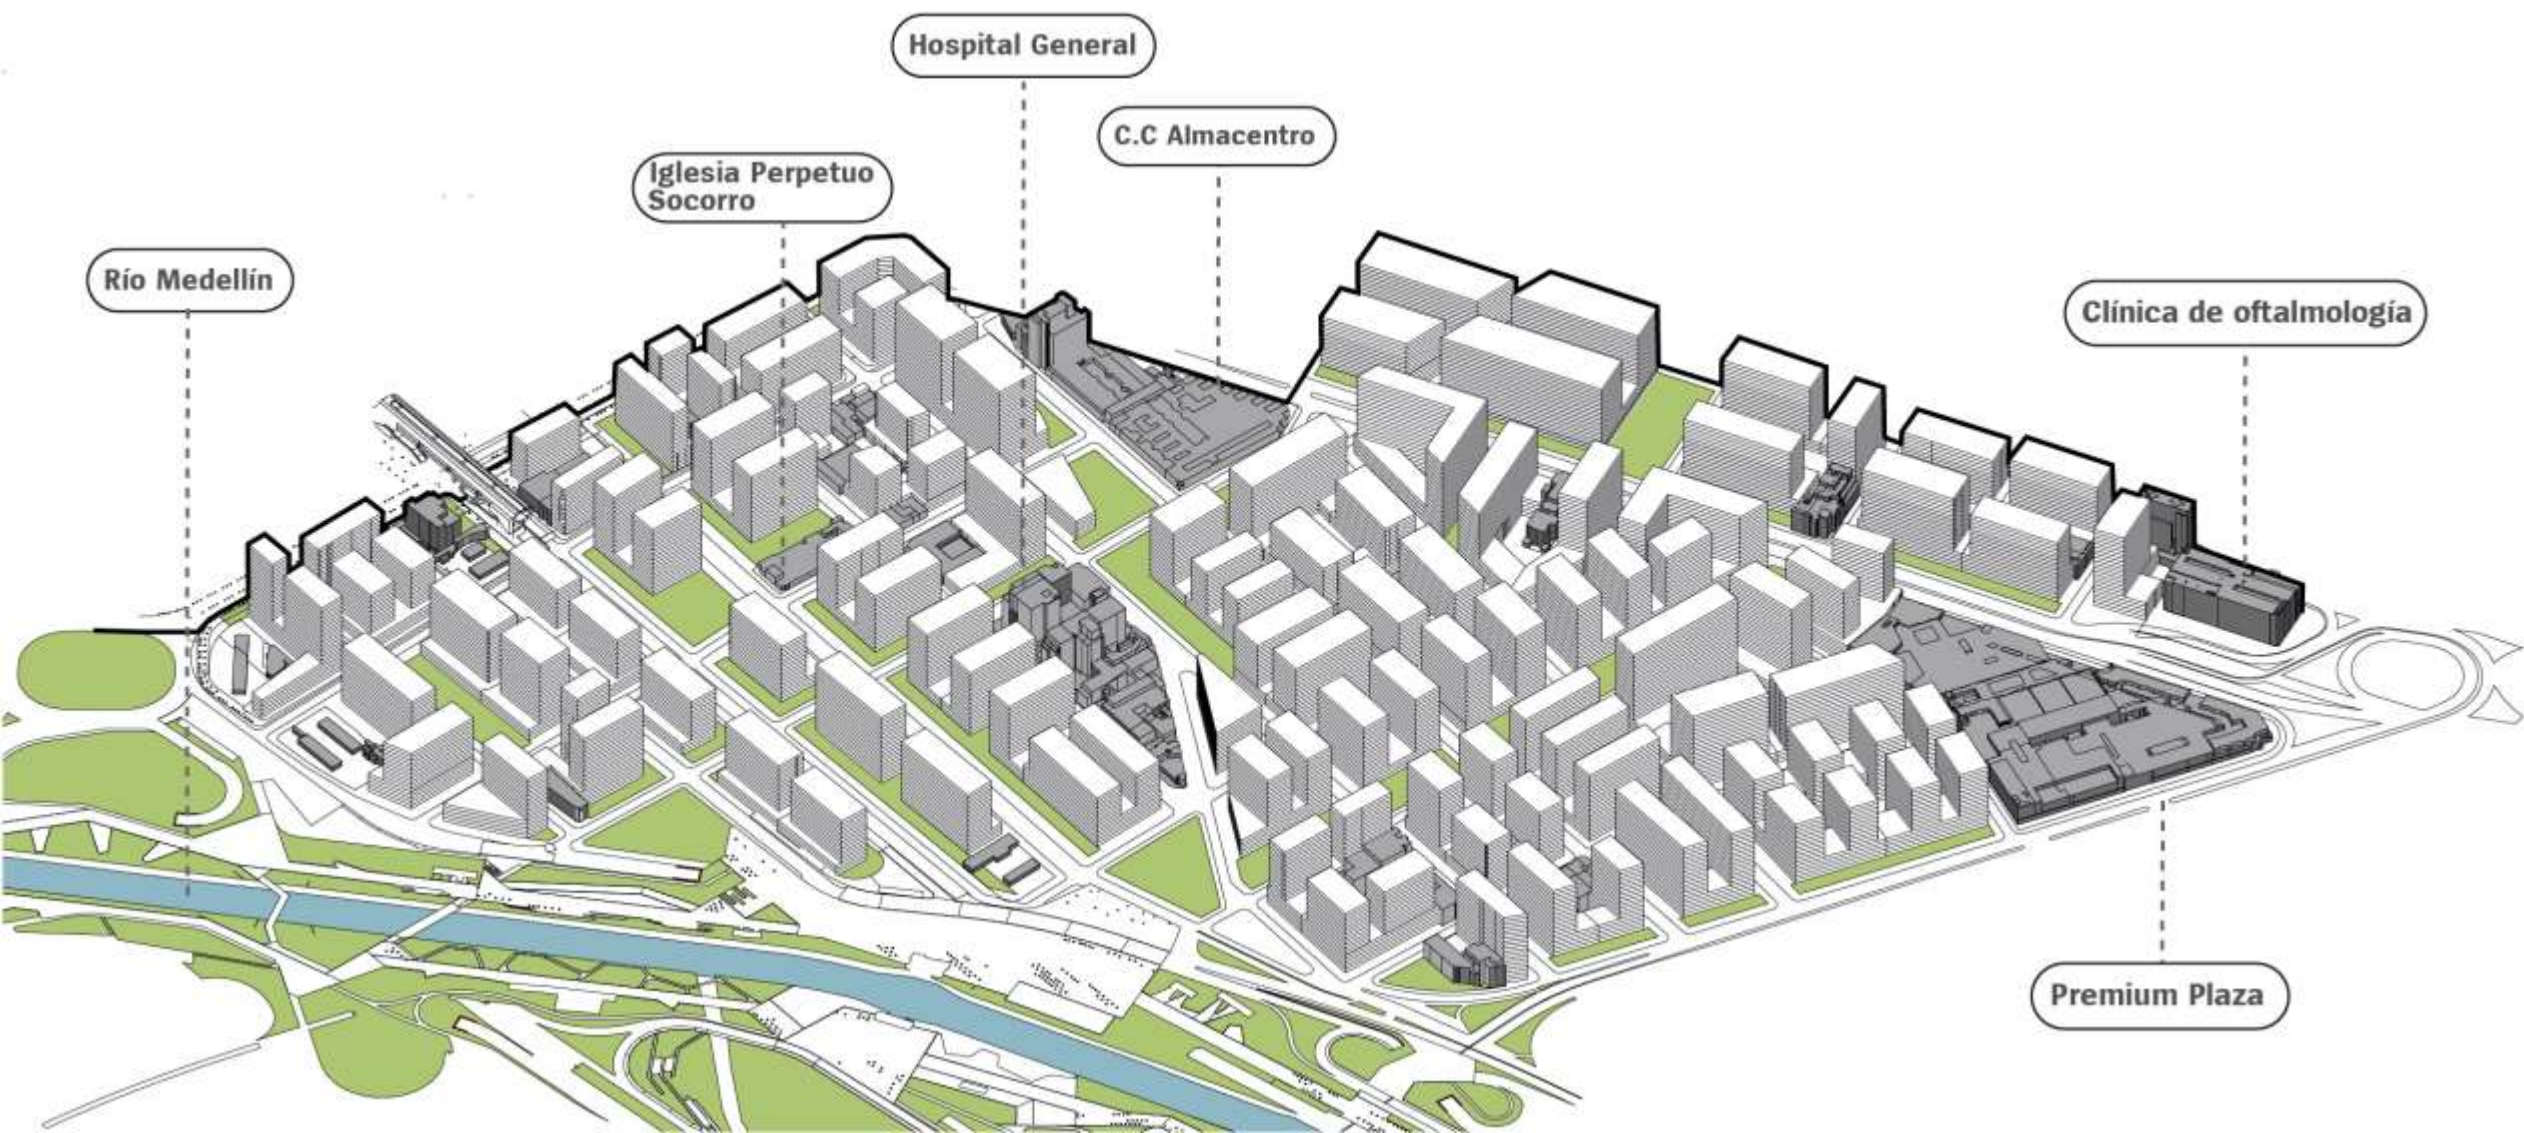 Hospital General
C.C Almacentro
Iglesia Perpetuo
Socorro
Río Medellín
Clínica de oftalmología
Premium Plaza